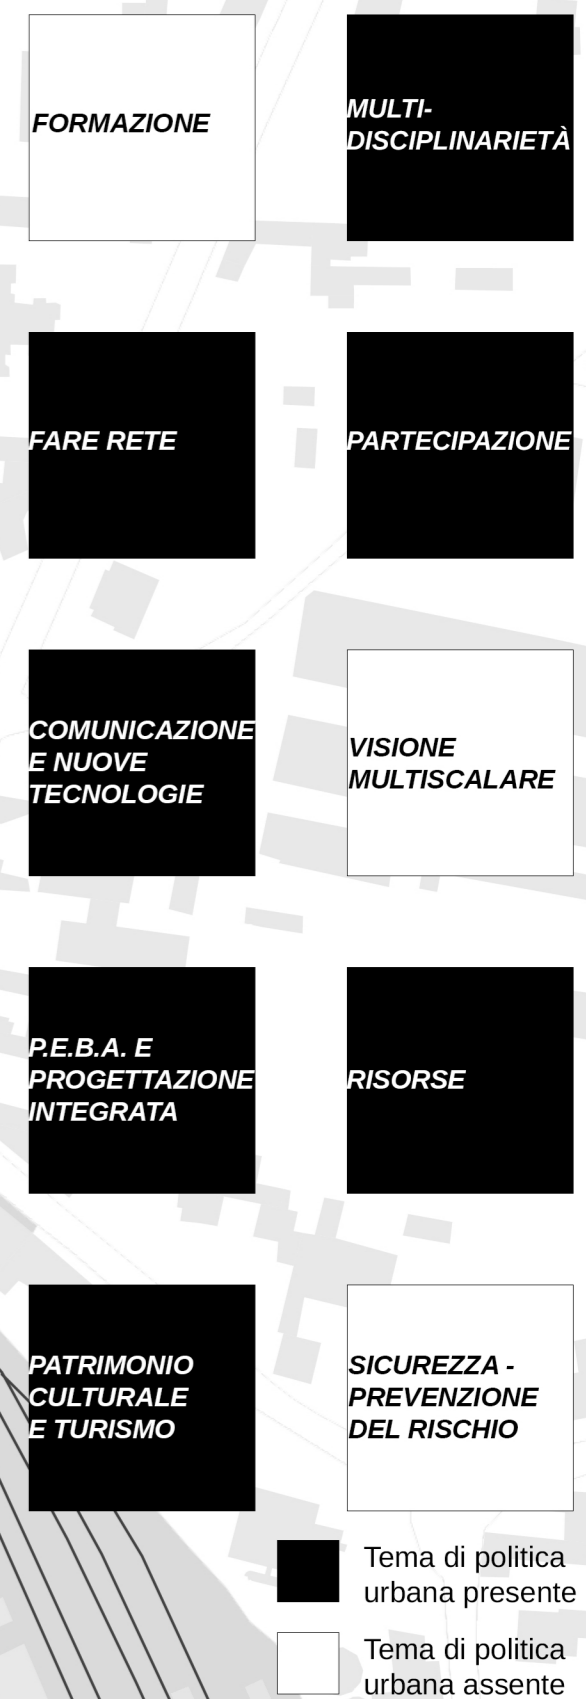 FORMAZIONE
MULTI-
DISCIPLINARIETÀ
FARE RETE
PARTECIPAZIONE
COMUNICAZIONE
E NUOVE
TECNOLOGIE
VISIONE
MULTISCALARE
P.E.B.A. E
PROGETTAZIONE
INTEGRATA
RISORSE
PATRIMONIO
CULTURALE
E TURISMO
SICUREZZA -
PREVENZIONE
DEL RISCHIO
Tema di politica
urbana presente
Tema di politica
urbana assente